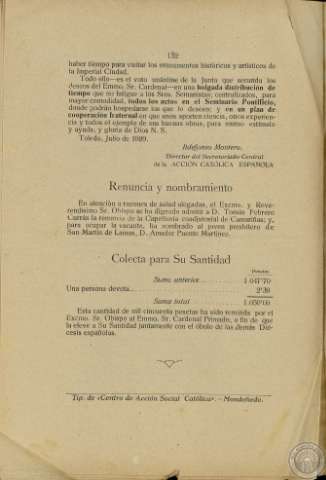 132
haber tiempo para visitar los monumentos históricos y artísticos de
la Imperial Ciudad.
Todo ello—es el voto unánime de la Junta que secunda los
deseos del Emmo. Sr. Cardenal—en una holgada distribución de
tiempo que no fatigue a los Sres. Semanistas; centralizados, para
mayor comodidad, todos los actos en el Seminario Pontificio,
donde podrán hospedarse los que lo deseen; y en un plan de
cooperación fraternal en que unos aporten ciencia, otros experien-
cia y todos el ejemplo de sus buenas obras, para mutuo estímulo
y ayuda, y gloria de Dios N. S.
Toledo, Julio de 1929.
Ildefonso Montero,
Director del Secretariado Central
de la ACCIÓN CATÓLICA ESPAÑOLA
Renuncia y nombramiento
En atención a razones de salud alegadas, el Excmo. y Reve-
rendísimo Sr. Obispo se ha dignado admitir a D. Tomás Febrero
Carrás la renuncia de la Capellanía coadjutorial de Camariñas; y,
para ocupar la vacante, ha nombrado al joven presbítero de
San Martín de Lamas, D. Amador Puente Martínez.
Colecta para Su Santidad
Pesetas
Suma anterior 1 047'70
Una persona devota 2'30
Suma total 1.050'00
Esta cantidad de mil cincuenta pesetas ha sido remitida por el
Excmo. Sr. Obispo al Emmo. Sr. Cardenal Primado, a fin de que
la eleve a Su Santidad juntamente con el óbolo de las demás Dió-
cesis españolas.
Tip. de «Centro de Acción Social Católica».-Mondoñedo.